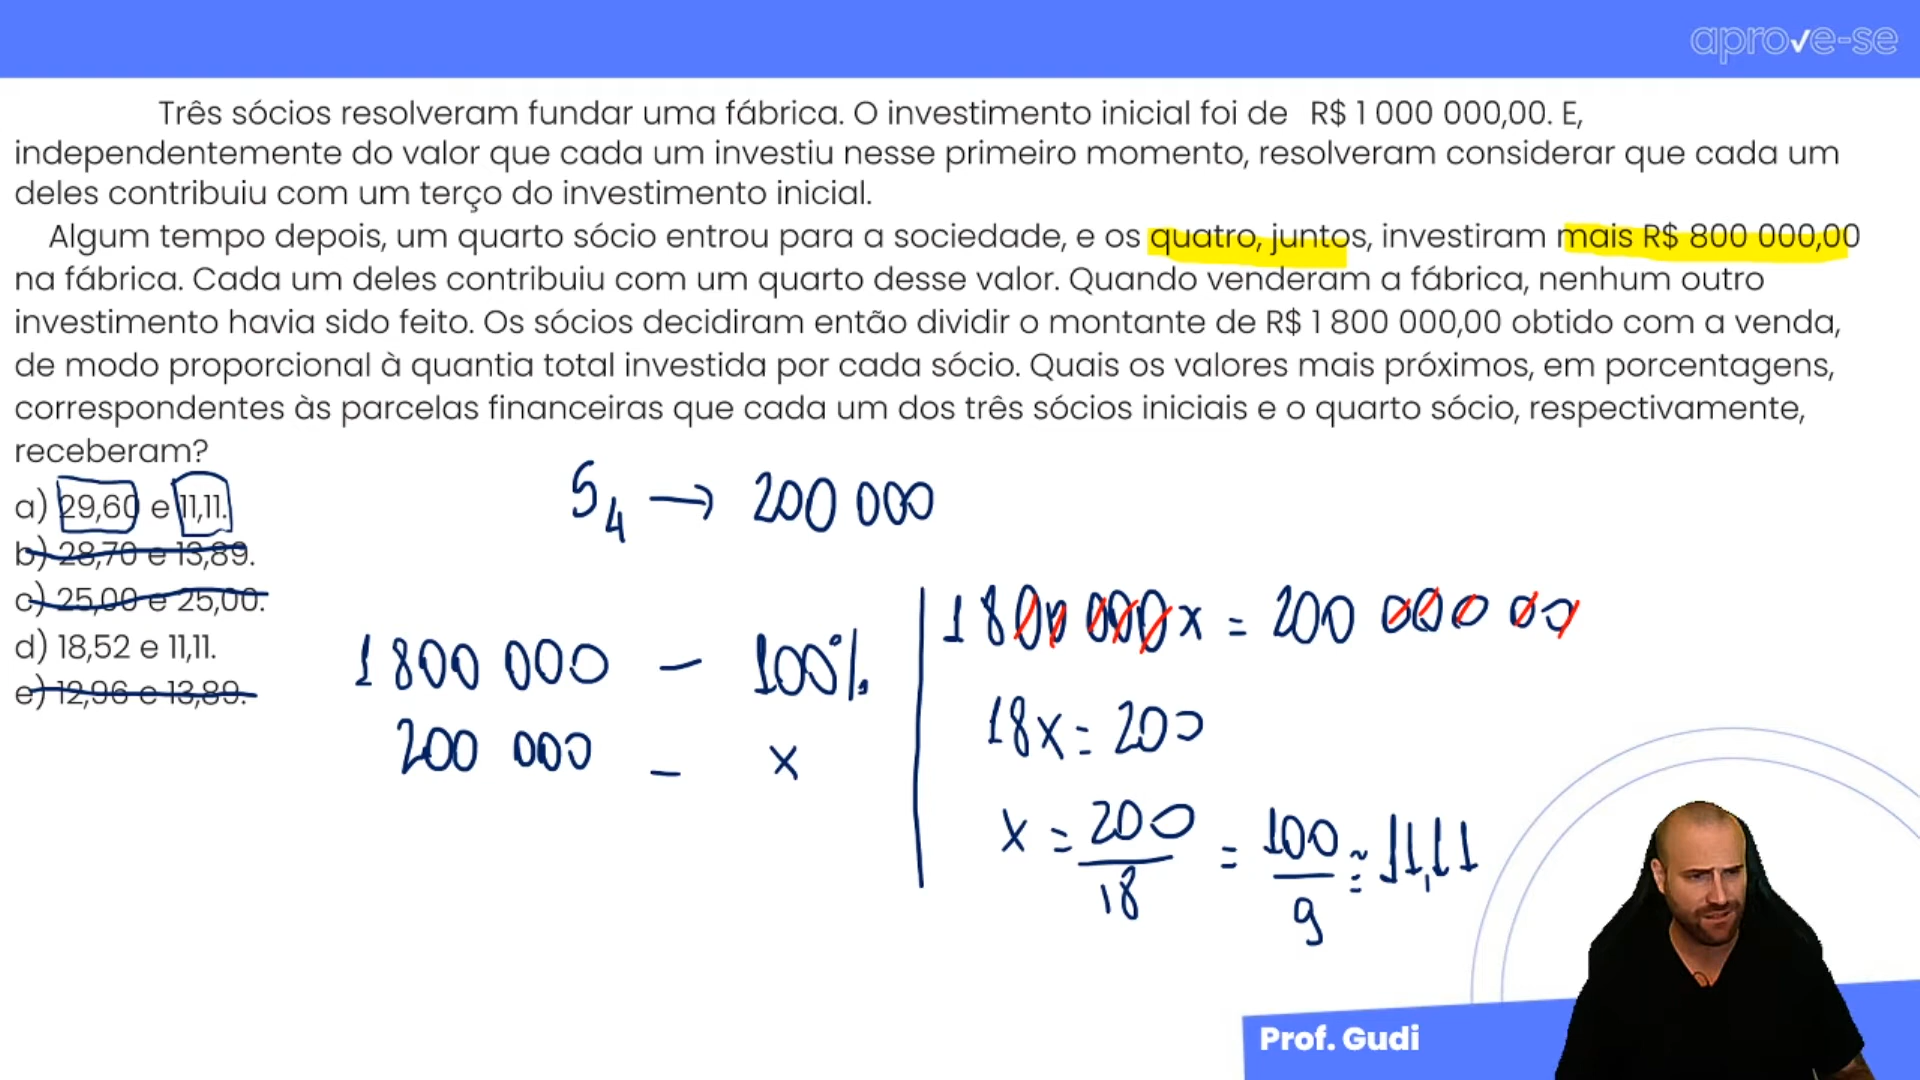 aprove-se
Três sócios resolveram fundar uma fábrica. O investimento inicial foi de R$ 1 000 000,00. E,
independentemente do valor que cada um investiu nesse primeiro momento, resolveram considerar que cada um
deles contribuiu com um terço do investimento inicial.
Algum tempo depois, um quarto sócio entrou para a sociedade, e os quatro, juntos, investiram mais R$ 800 000,00
na fábrica. Cada um deles contribuiu com um quarto desse valor. Quando venderam a fábrica, nenhum outro
investimento havia sido feito. Os sócios decidiram então dividir o montante de R$ 1 800 000,00 obtido com a venda,
de modo proporcional à quantia total investida por cada sócio. Quais os valores mais próximos, em porcentagens,
correspondentes às parcelas financeiras que cada um dos três sócios iniciais e o quarto sócio, respectivamente,
receberam?
a) 29,60 e 11,11.
b) 28,70 e 13,89.
c) 25,00 e 25,00.
d) 18,52 e 11,11.
e) 12,96 e 13,89.
S4 → 200 000
1 800 000 – 100%
200 000 – x
1800 000 x = 200 000 00
18x = 200
x = 200/18 = 100/9 ≅ 11,11
Prof. Gudi